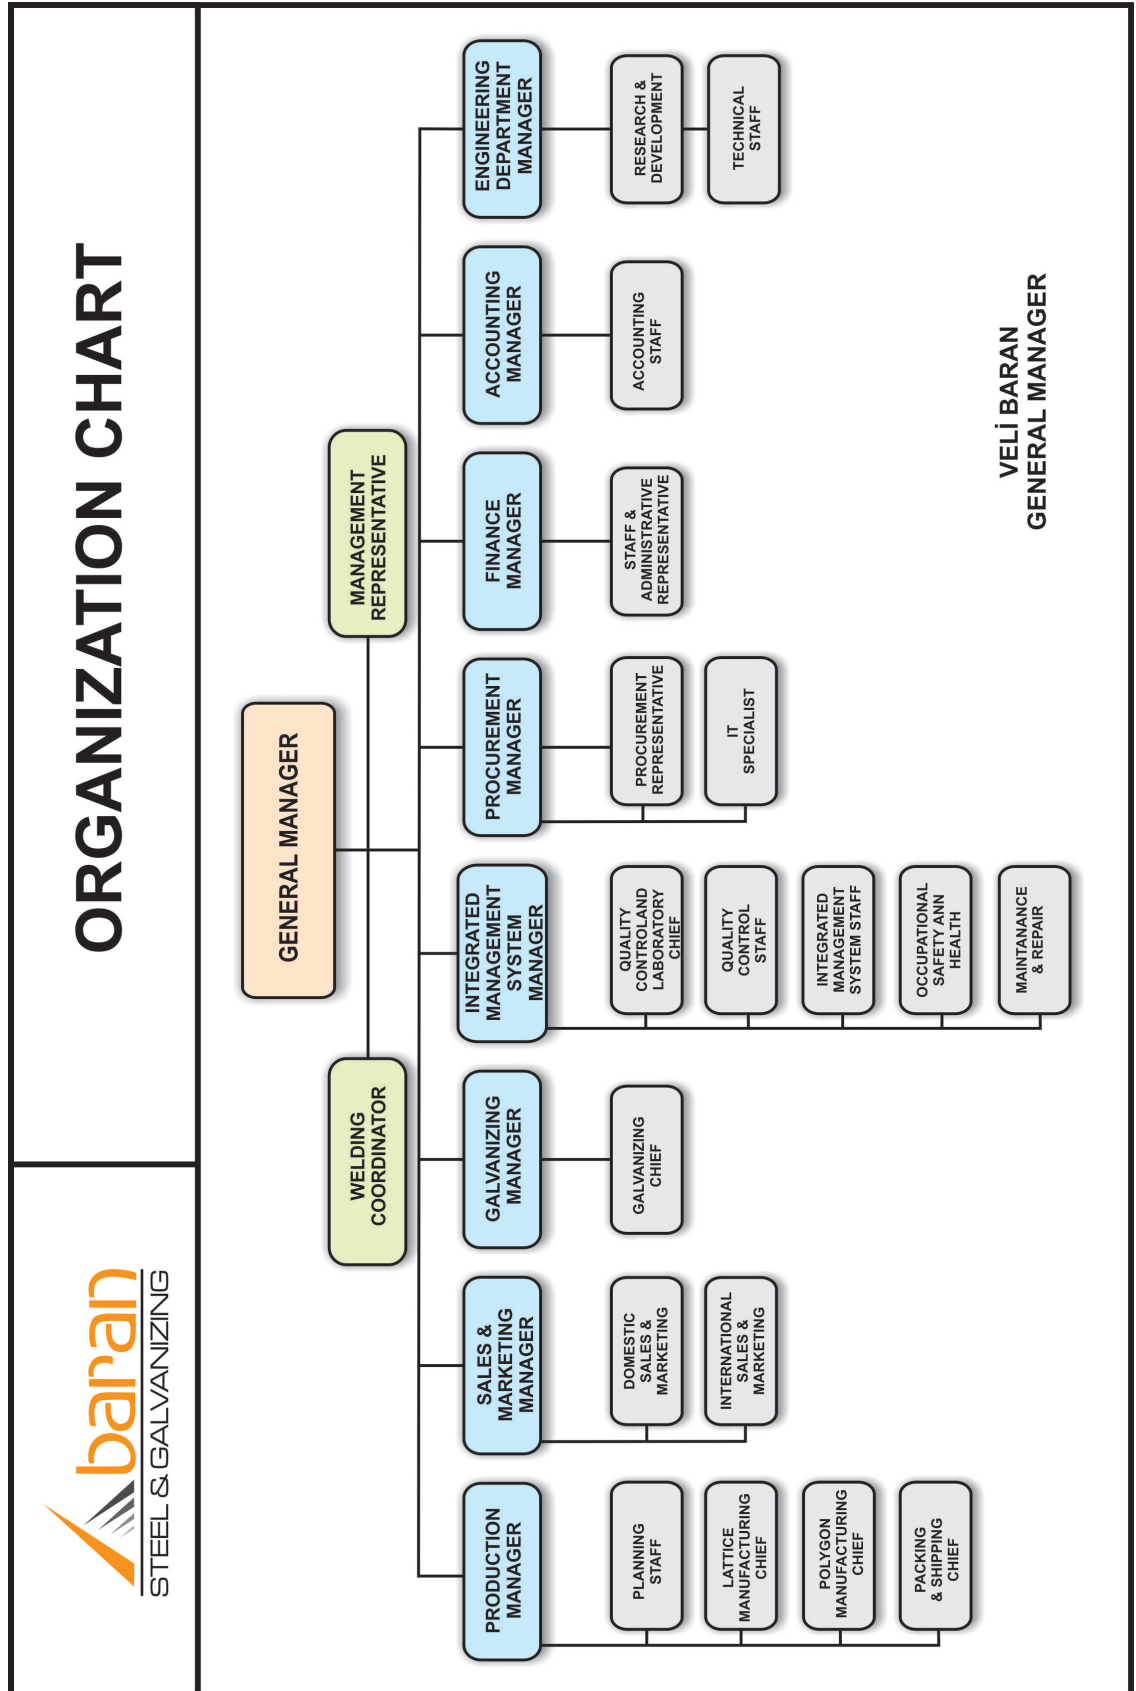 baran
STEEL & GALVANIZING
ORGANIZATION CHART
GENERAL MANAGER
WELDING
COORDINATOR
MANAGEMENT
REPRESENTATIVE
PRODUCTION
MANAGER
SALES &
MARKETING
MANAGER
GALVANIZING
MANAGER
INTEGRATED
MANAGEMENT
SYSTEM
MANAGER
PROCUREMENT
MANAGER
FINANCE
MANAGER
ACCOUNTING
MANAGER
ENGINEERING
DEPARTMENT
MANAGER
PLANNING
STAFF
LATTICE
MANUFACTURING
CHIEF
POLYGON
MANUFACTURING
CHIEF
PACKING
& SHIPPING
CHIEF
DOMESTIC
SALES &
MARKETING
INTERNATIONAL
SALES &
MARKETING
GALVANIZING
CHIEF
QUALITY
CONTROLAND
LABORATORY
CHIEF
QUALITY
CONTROL
STAFF
INTEGRATED
MANAGEMENT
SYSTEM STAFF
OCCUPATIONAL
SAFETY ANN
HEALTH
MAINTANANCE
& REPAIR
PROCUREMENT
REPRESENTATIVE
IT
SPECIALIST
STAFF &
ADMINISTRATIVE
REPRESENTATIVE
ACCOUNTING
STAFF
RESEARCH &
DEVELOPMENT
TECHNICAL
STAFF
VELİ BARAN
GENERAL MANAGER